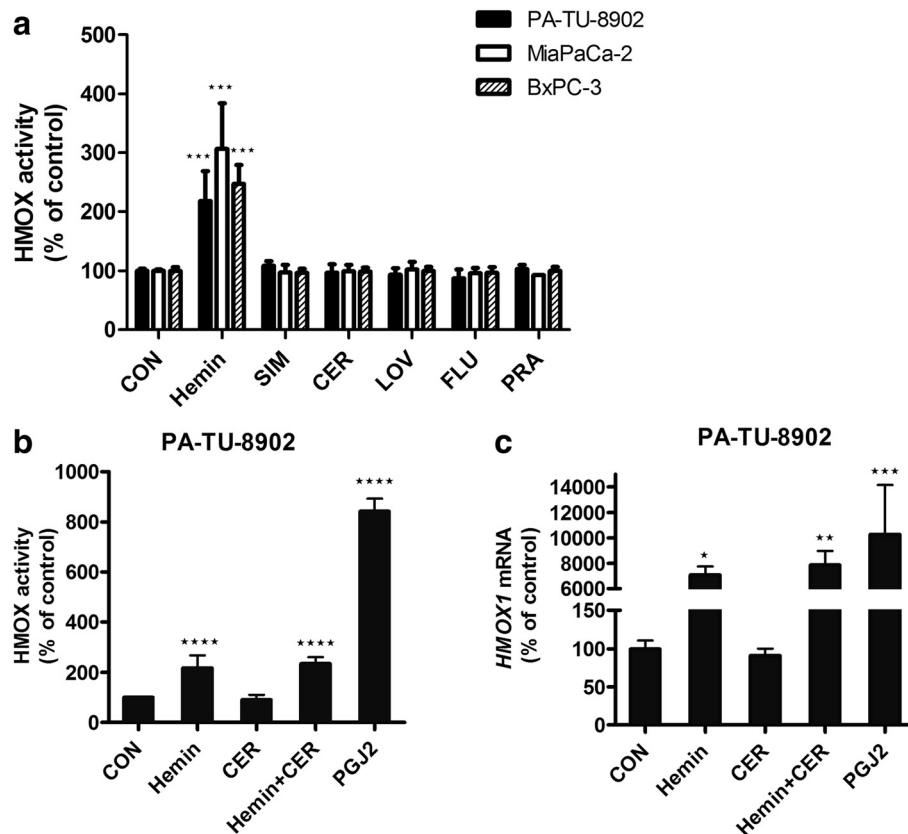 a
PA-TU-8902
MiaPaCa-2
BxPC-3
HMOX activity
(% of control)
500
400
300
200
100
0
***
***
***
CON
Hemin
SIM
CER
LOV
FLU
PRA
b
PA-TU-8902
HMOX activity
(% of control)
1000
800
600
400
200
0
****
****
****
CON
Hemin
CER
Hemin+CER
PGJ2
c
PA-TU-8902
HMOX1 mRNA
(% of control)
14000
12000
10000
8000
6000
150
100
50
0
*
**
***
CON
Hemin
CER
Hemin+CER
PGJ2